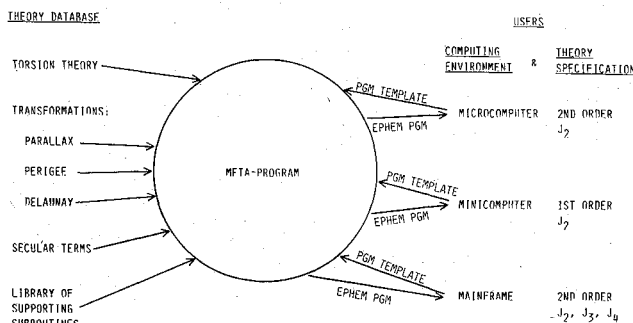 THEORY DATABASE
USERS
COMPUTING ENVIRONMENT & THEORY SPECIFICATION
TORSION THEORY
TRANSFORMATIONS:
PARALLAX
PERIGEE
DELAUNAY
SECULAR TERMS
LIBRARY OF
SUPPORTING
SUBROUTINES
META-PROGRAM
PGM TEMPLATE
EPHEM PGM
MICROCOMPUTER 2ND ORDER
J2
PGM TEMPLATE
EPHEM PGM
MINICOMPUTER 1ST ORDER
J2
PGM TEMPLATE
EPHEM PGM
MAINFRAME 2ND ORDER
J2, J3, J4